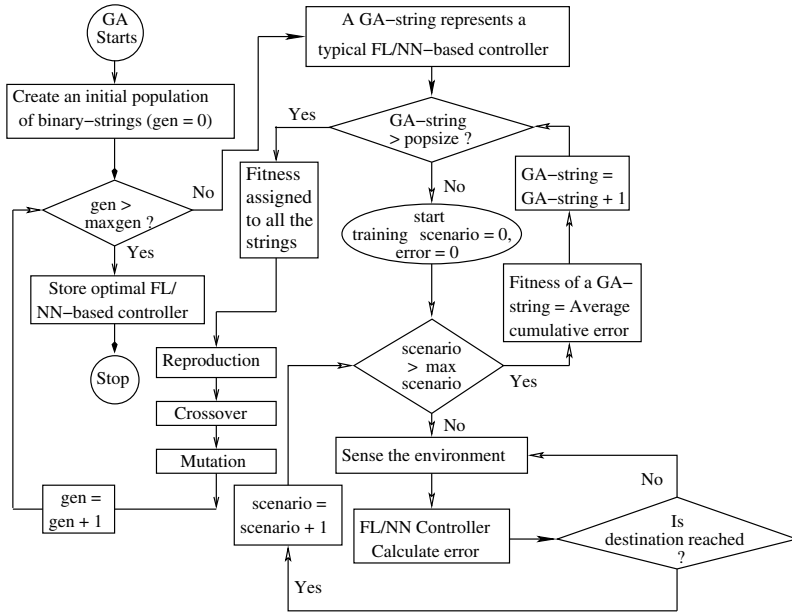 GA
Starts
Create an initial population
of binary-strings (gen = 0)
gen >
maxgen ?
No
Yes
Store optimal FL/
NN-based controller
Stop
A GA-string represents a
typical FL/NN-based controller
GA-string
> popsize ?
Yes
No
Fitness
assigned
to all the
strings
Reproduction
Crossover
Mutation
gen =
gen + 1
start
training scenario = 0,
error = 0
scenario
> max
scenario
Yes
No
Fitness of a GA-
string = Average
cumulative error
GA-string =
GA-string + 1
Sense the environment
FL/NN Controller
Calculate error
Is
destination reached
?
No
Yes
scenario =
scenario + 1